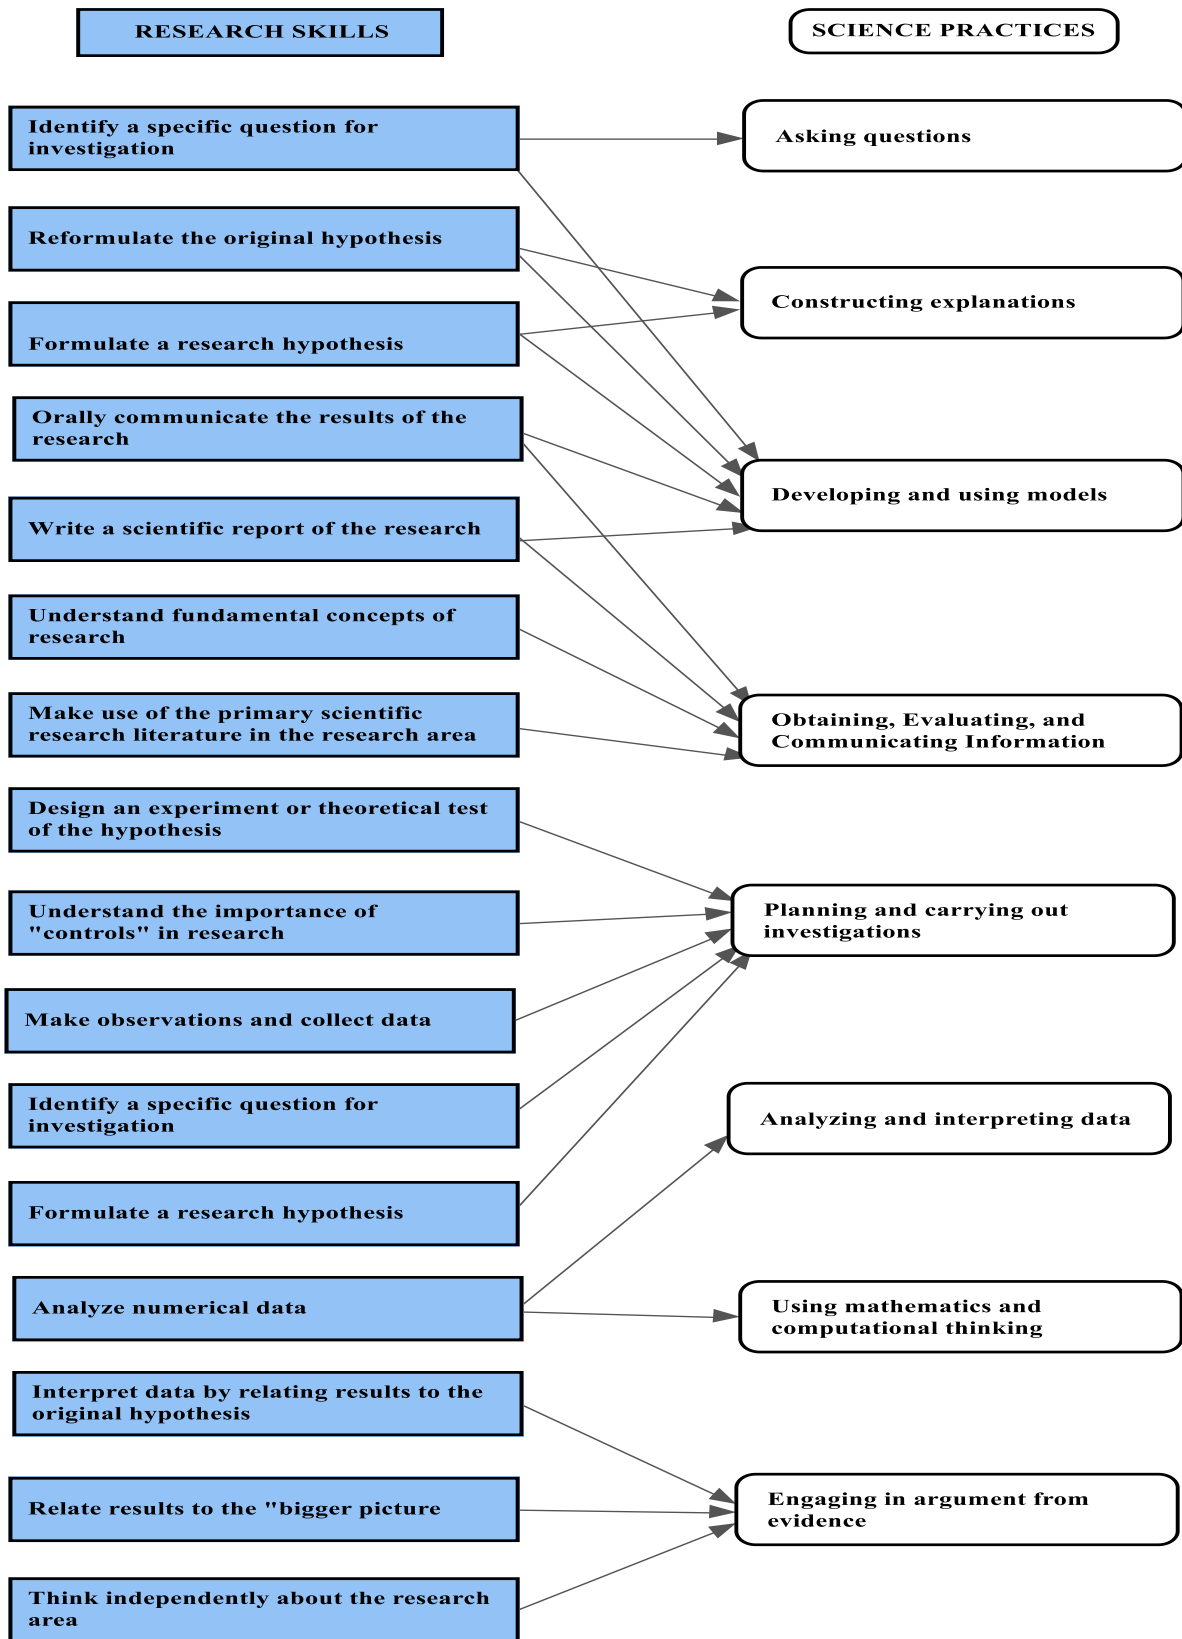 RESEARCH SKILLS
SCIENCE PRACTICES
Identify a specific question for
investigation
Asking questions
Reformulate the original hypothesis
Constructing explanations
Formulate a research hypothesis
Orally communicate the results of the
research
Developing and using models
Write a scientific report of the research
Understand fundamental concepts of
research
Make use of the primary scientific
research literature in the research area
Obtaining, Evaluating, and
Communicating Information
Design an experiment or theoretical test
of the hypothesis
Understand the importance of
"controls" in research
Planning and carrying out
investigations
Make observations and collect data
Identify a specific question for
investigation
Analyzing and interpreting data
Formulate a research hypothesis
Analyze numerical data
Using mathematics and
computational thinking
Interpret data by relating results to the
original hypothesis
Relate results to the "bigger picture
Engaging in argument from
evidence
Think independently about the research
area